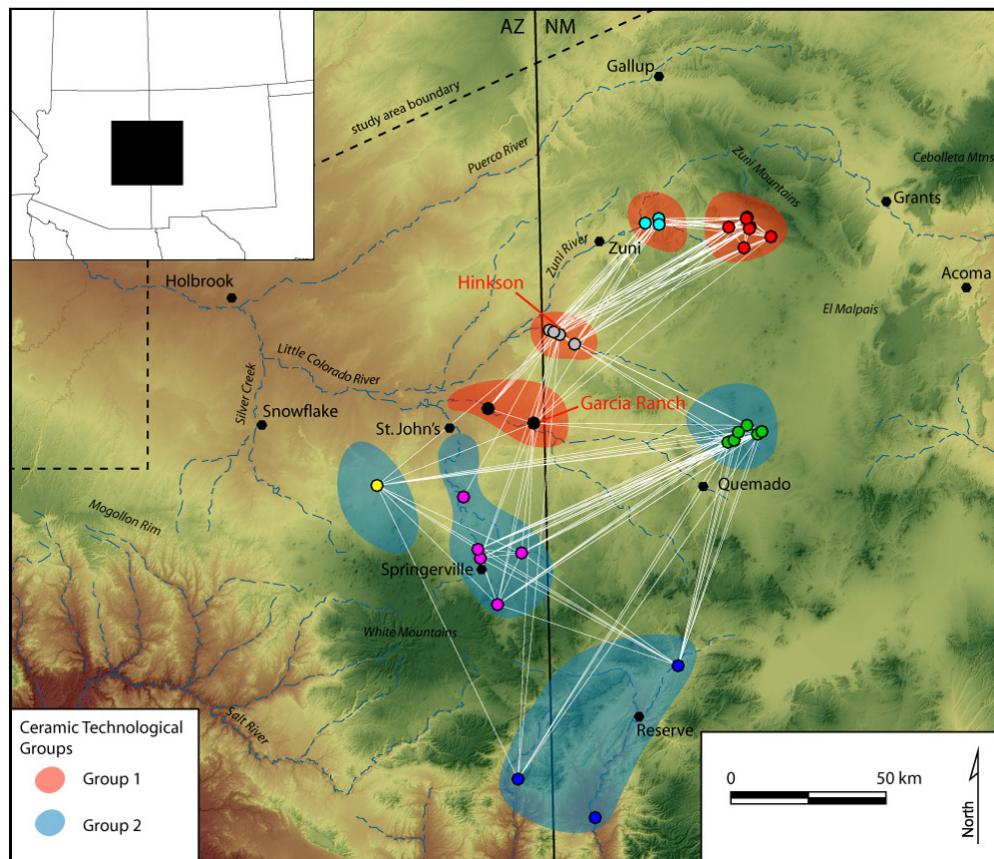 AZ NM
Gallup
study area boundary
Puerco River
Zuni Mountains
Cebolleta Mtns
Grants
Zuni River
Zuni
Acoma
Holbrook
Hinkson
El Malpais
Little Colorado River
Silver Creek
Snowflake
St. John's
Garcia Ranch
Quemado
Mogollon Rim
Springerville
White Mountains
Salt River
Reserve
Ceramic Technological
Groups
Group 1
Group 2
0 50 km
North